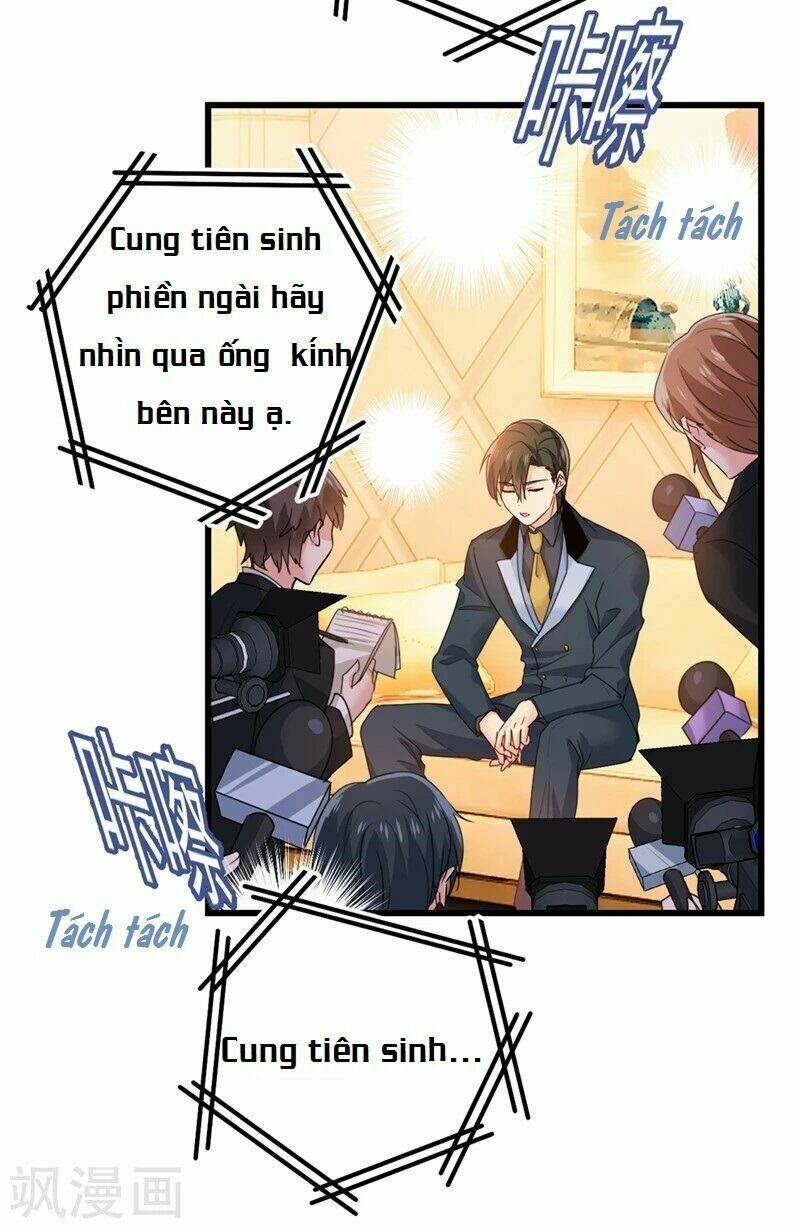 咔嚓
Tách tách
Cung tiên sinh
phiền ngài hãy
nhìn qua ống kính
bên này ạ.
咔嚓
Tách tách
Cung tiên sinh...
飒漫画